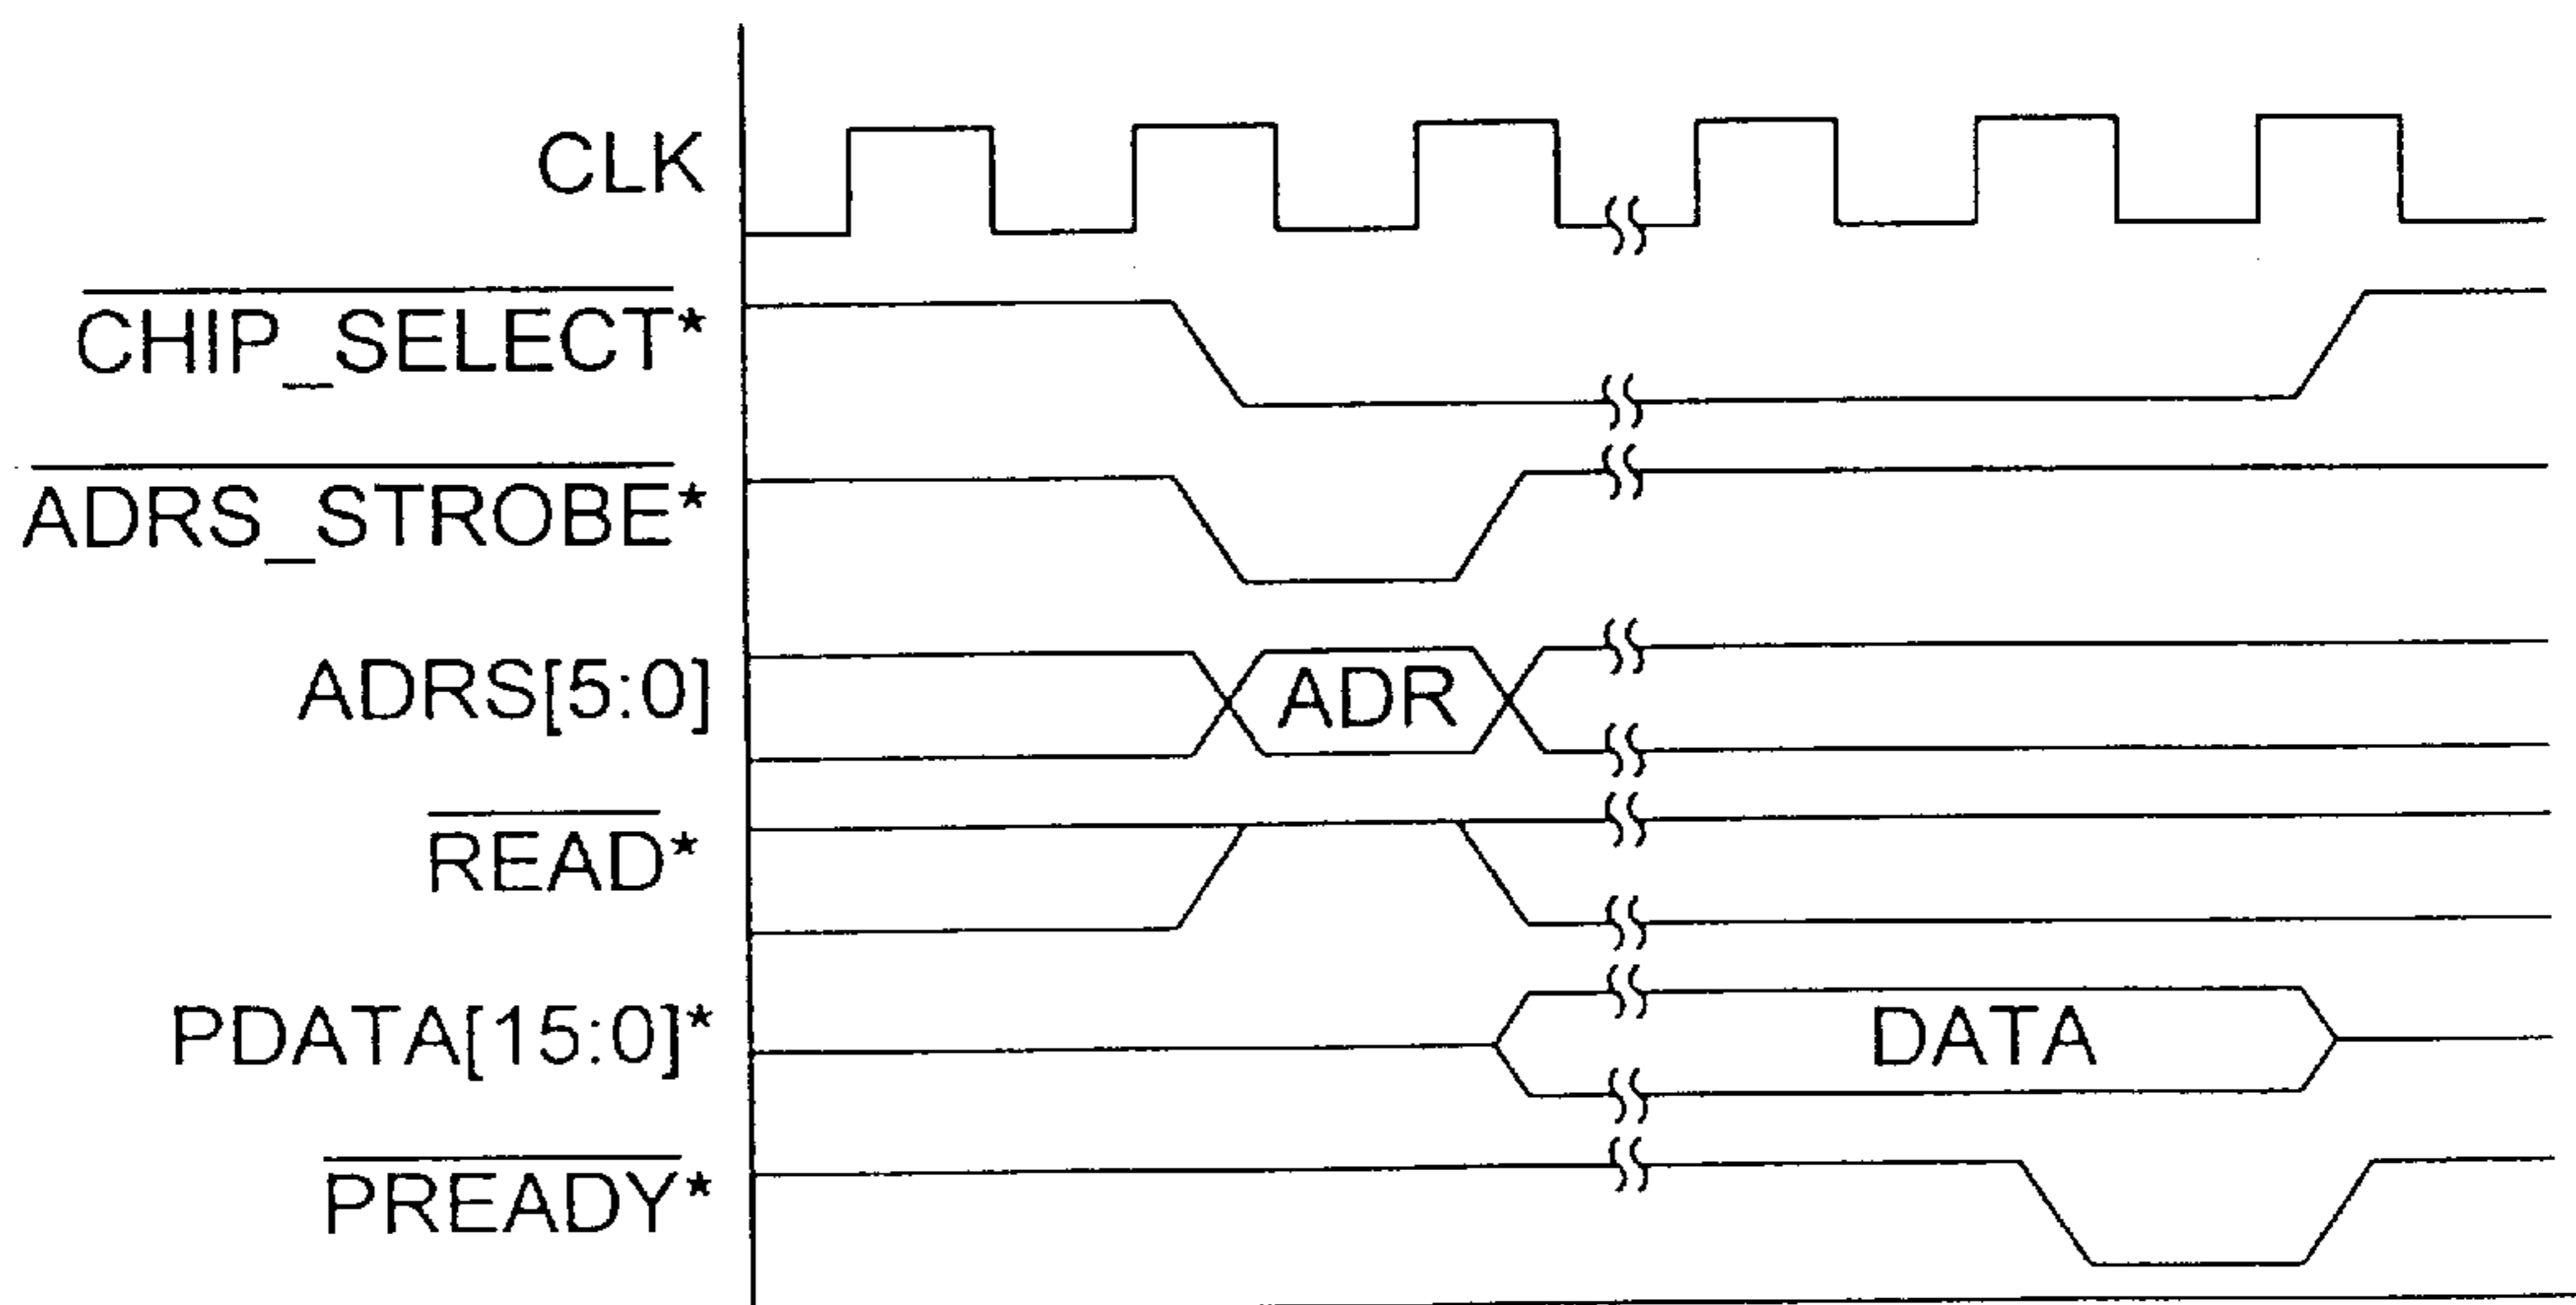 CLK
CHIP_SELECT*
ADRS_STROBE*
ADRS[5:0]
ADR
READ*
PDATA[15:0]*
DATA
PREADY*